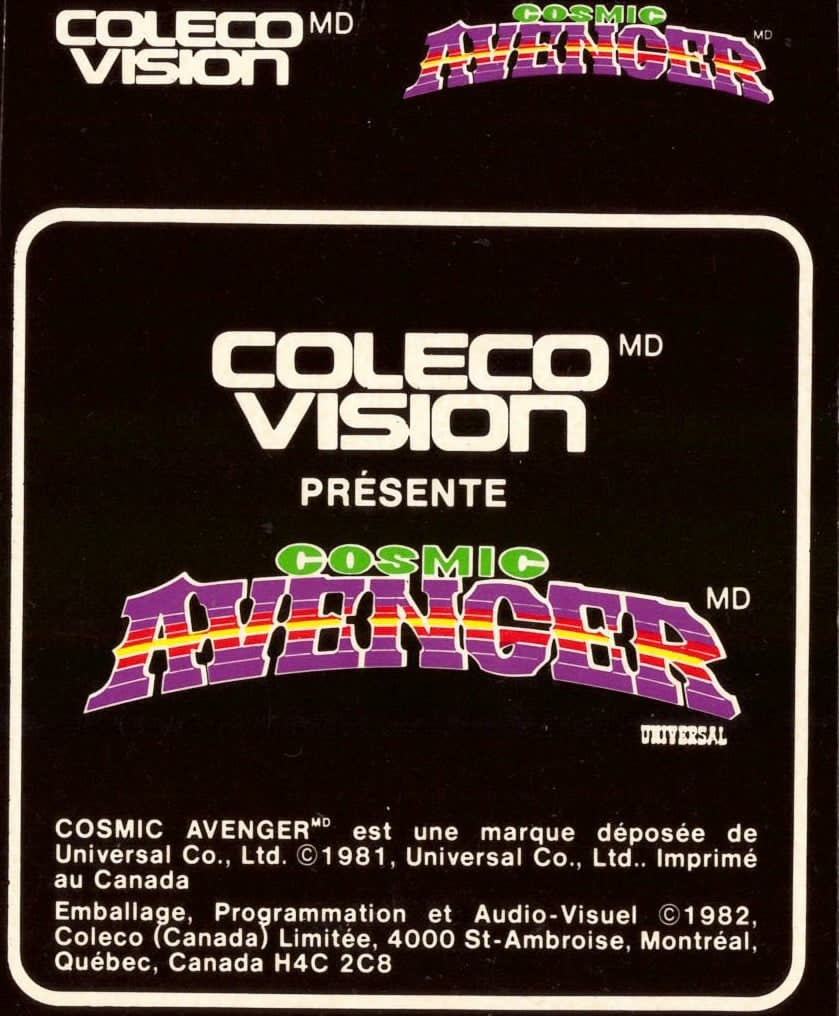 COLECO MD
VISION
COSMIC
AVENGER MD
COLECO MD
VISION
PRÉSENTE
COSMIC
AVENGER MD
UNIVERSAL
COSMIC AVENGERMD est une marque déposée de
Universal Co., Ltd. ©1981, Universal Co., Ltd.. Imprimé
au Canada
Emballage, Programmation et Audio-Visuel ©1982,
Coleco (Canada) Limitée, 4000 St-Ambroise, Montréal,
Québec, Canada H4C 2C8